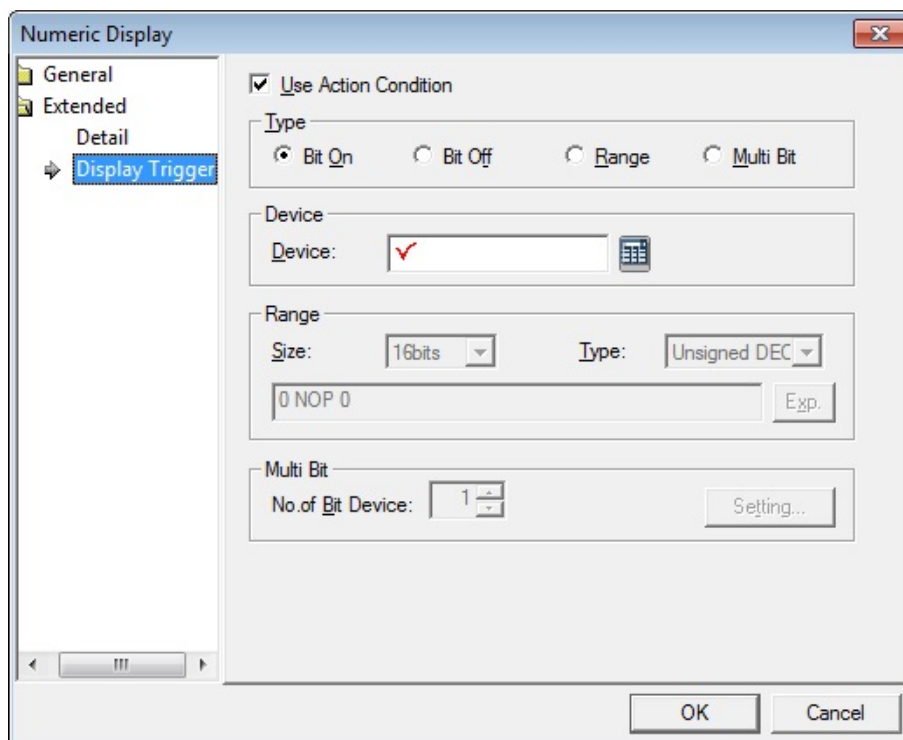 Numeric Display
General
Extended
Detail
Display Trigger
Use Action Condition
Type
Bit On Bit Off Range Multi Bit
Device
Device:
Range
Size: 16bits Type: Unsigned DEC
0 NOP 0 Exp.
Multi Bit
No.of Bit Device: 1 Setting...
OK Cancel